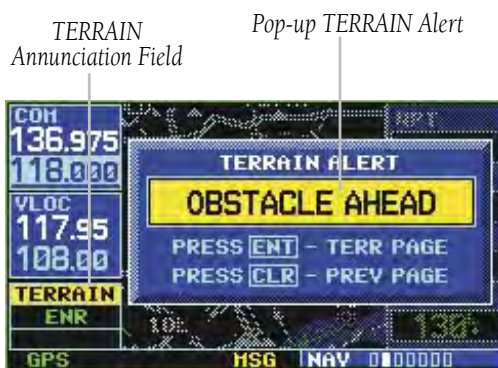 TERRAIN
Annunciation Field
Pop-up TERRAIN Alert
COM
136.975
118.000
VLOC
117.95
108.00
TERRAIN
ENR
GPS
NPT
TERRAIN ALERT
OBSTACLE AHEAD
PRESS ENT - TERR PAGE
PRESS CLR - PREV PAGE
MSG
NAV